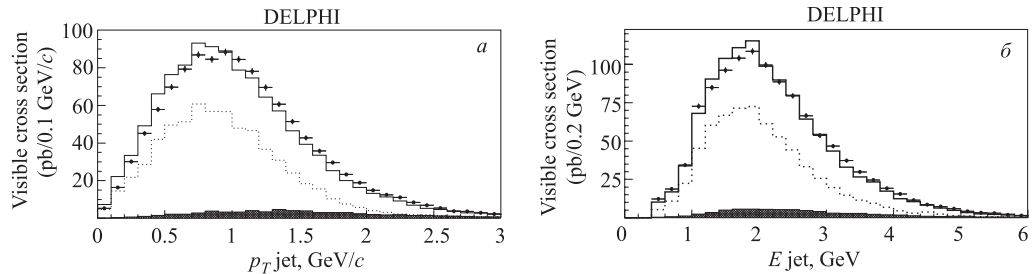 DELPHI
a
Visible cross section
(pb/0.1 GeV/c)
100
80
60
40
20
0 0.5 1 1.5 2 2.5 3
p_T jet, GeV/c
DELPHI
б
Visible cross section
(pb/0.2 GeV)
100
75
50
25
0 1 2 3 4 5 6
E jet, GeV